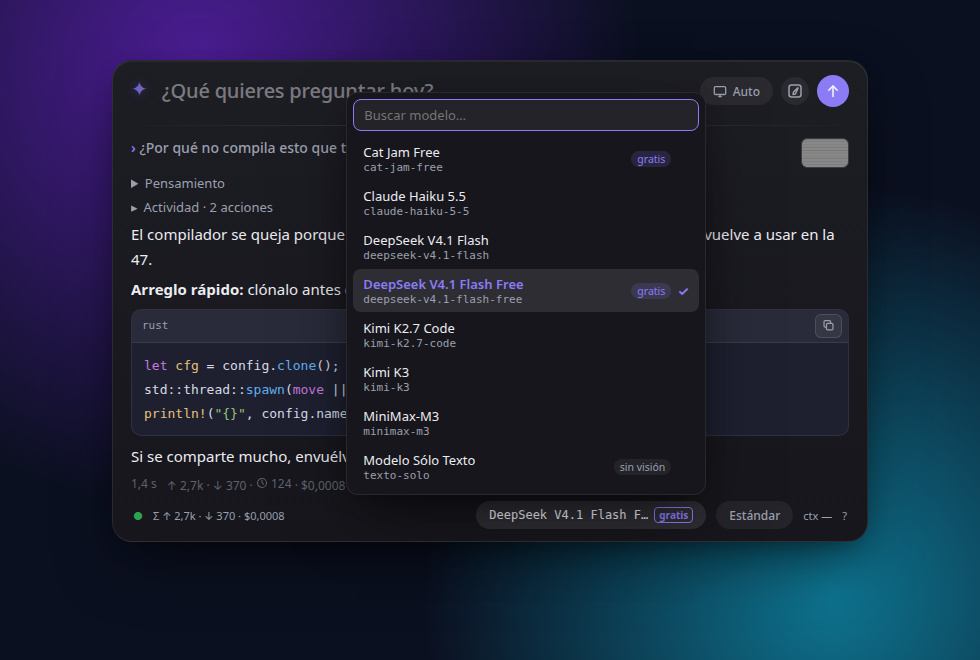 ¿Qué quieres preguntar hoy?
Auto
Buscar modelo...
› ¿Por qué no compila esto que t
Cat Jam Free
cat-jam-free
gratis
▶ Pensamiento
▸ Actividad · 2 acciones
Claude Haiku 5.5
claude-haiku-5-5
El compilador se queja porque
vuelve a usar en la
47.
DeepSeek V4.1 Flash
deepseek-v4.1-flash
Arreglo rápido: clónalo antes
DeepSeek V4.1 Flash Free
deepseek-v4.1-flash-free
gratis
rust
Kimi K2.7 Code
kimi-k2.7-code
let cfg = config.clone();
std::thread::spawn(move ||
println!("{}", config.name
Kimi K3
kimi-k3
MiniMax-M3
minimax-m3
Si se comparte mucho, envuélv
Modelo Sólo Texto
texto-solo
sin visión
1,4 s ↑ 2,7k · ↓ 370 · 124 · $0,0008
Σ ↑ 2,7k · ↓ 370 · $0,0008
DeepSeek V4.1 Flash F… gratis
Estándar
ctx — ?